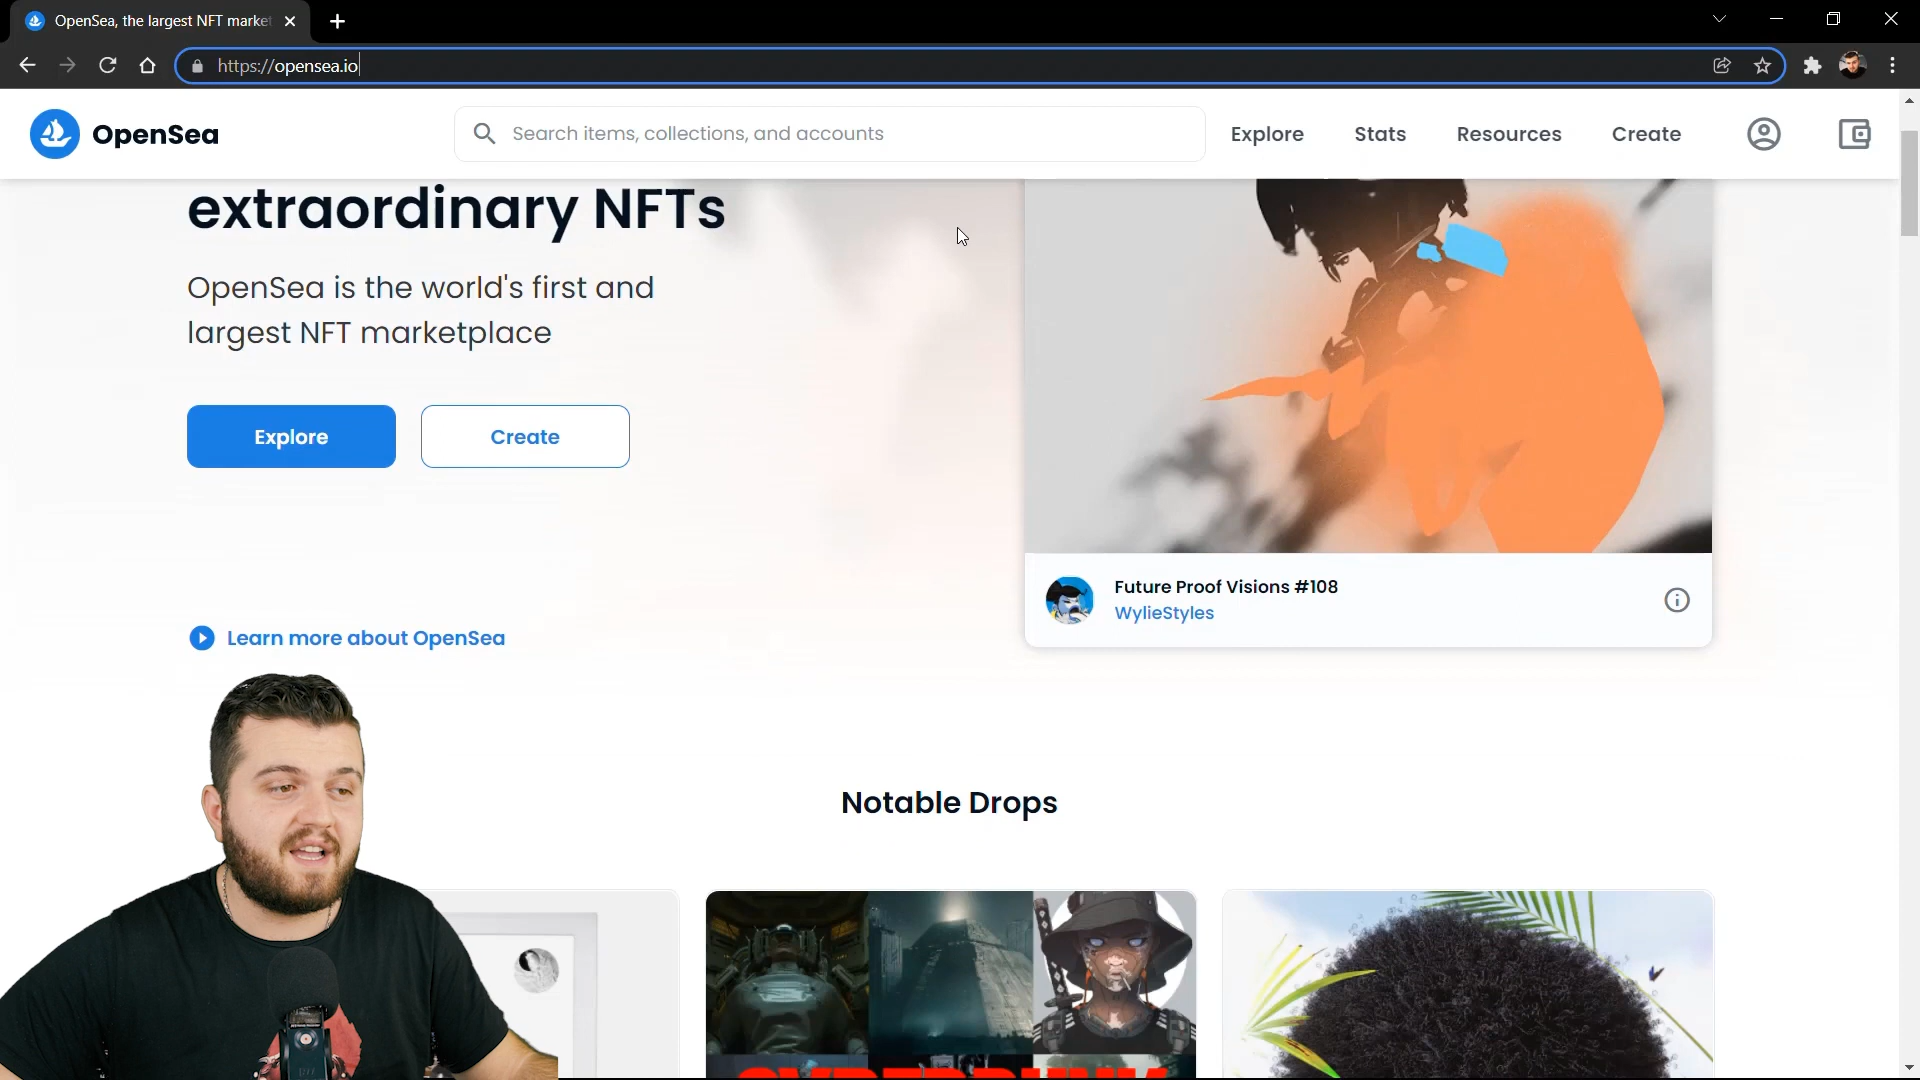 OpenSea, the largest NFT market
https://opensea.io
OpenSea
Search items, collections, and accounts
Explore
Stats
Resources
Create
extraordinary NFTs
OpenSea is the world's first and
largest NFT marketplace
Explore
Create
Future Proof Visions #108
WylieStyles
Learn more about OpenSea
Notable Drops